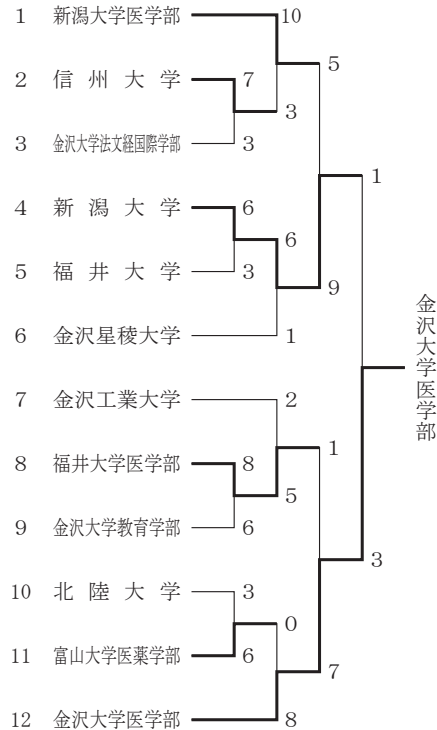 1 新潟大学医学部 10
5
2 信州大学 7
3
3 金沢大学法文経国際学部 3
1
4 新潟大学 6
6
5 福井大学 3
9
6 金沢星稜大学 1
金沢大学医学部
7 金沢工業大学 2
1
8 福井大学医学部 8
5
9 金沢大学教育学部 6
3
10 北陸大学 3
0
11 富山大学医薬学部 6
7
12 金沢大学医学部 8